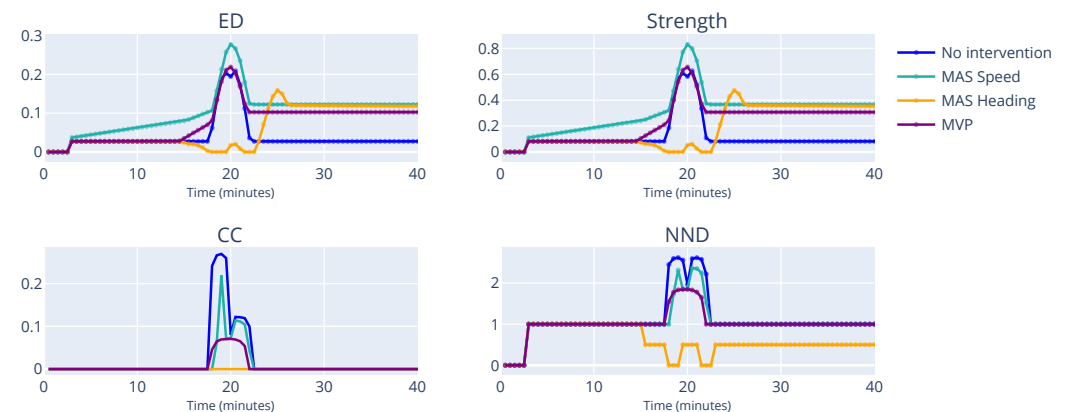 ED
0.3
0.2
0.1
0
0 10 20 30 40
Time (minutes)
Strength
0.8
0.6
0.4
0.2
0
0 10 20 30 40
Time (minutes)
No intervention
MAS Speed
MAS Heading
MVP
CC
0.2
0.1
0
0 10 20 30 40
Time (minutes)
NND
2
1
0
0 10 20 30 40
Time (minutes)